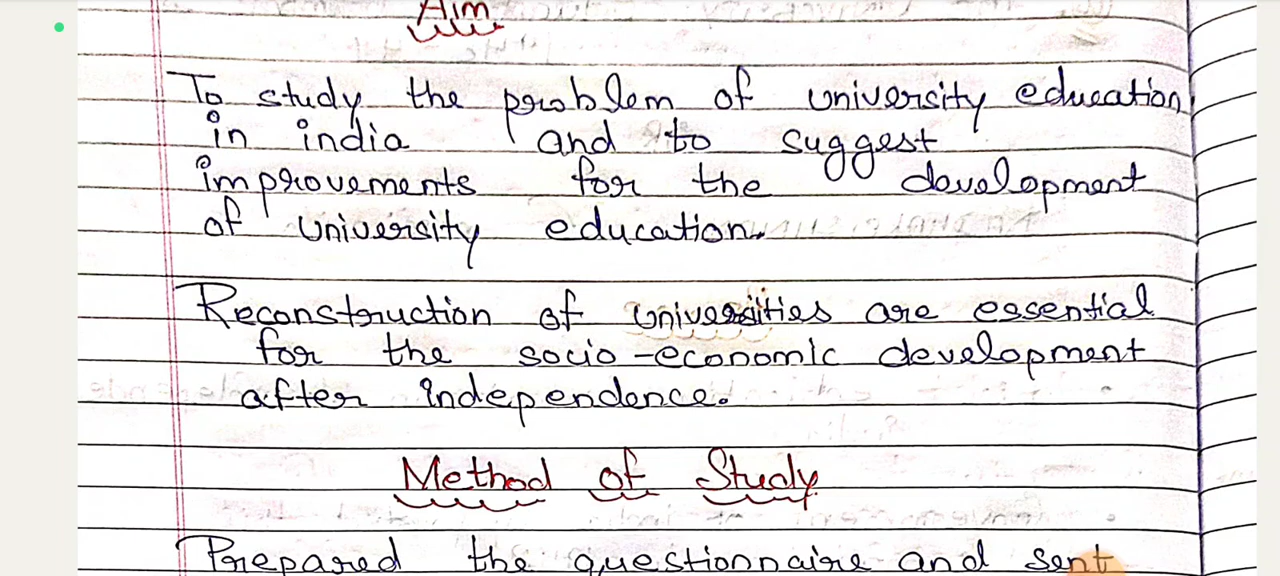 Aim
To study the problem of university education
in india and to suggest
improvements for the development
of university education.
Reconstruction of universities are essential
for the socio-economic development
after independence.
Method of Study
Prepared the questionnaire and sent